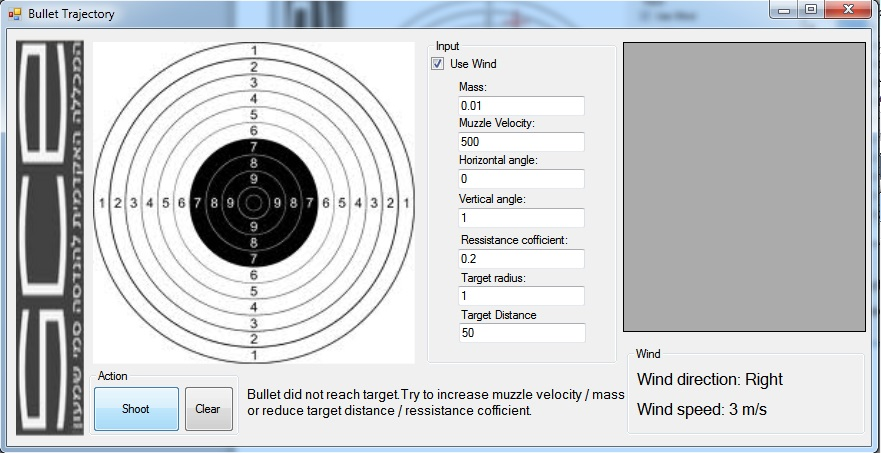 Bullet Trajectory
המכללה האקדמית להנדסה סמי שמעון
1
2
3
4
5
6
7
8
9
1 2 3 4 5 6 7 8 9 9 8 7 6 5 4 3 2 1
9
8
7
6
5
4
3
2
1
Input
Use Wind
Mass:
0.01
Muzzle Velocity:
500
Horizontal angle:
0
Vertical angle:
1
Ressistance cofficient:
0.2
Target radius:
1
Target Distance
50
Action
Shoot
Clear
Bullet did not reach target.Try to increase muzzle velocity / mass
or reduce target distance / ressistance cofficient.
Wind
Wind direction: Right
Wind speed: 3 m/s